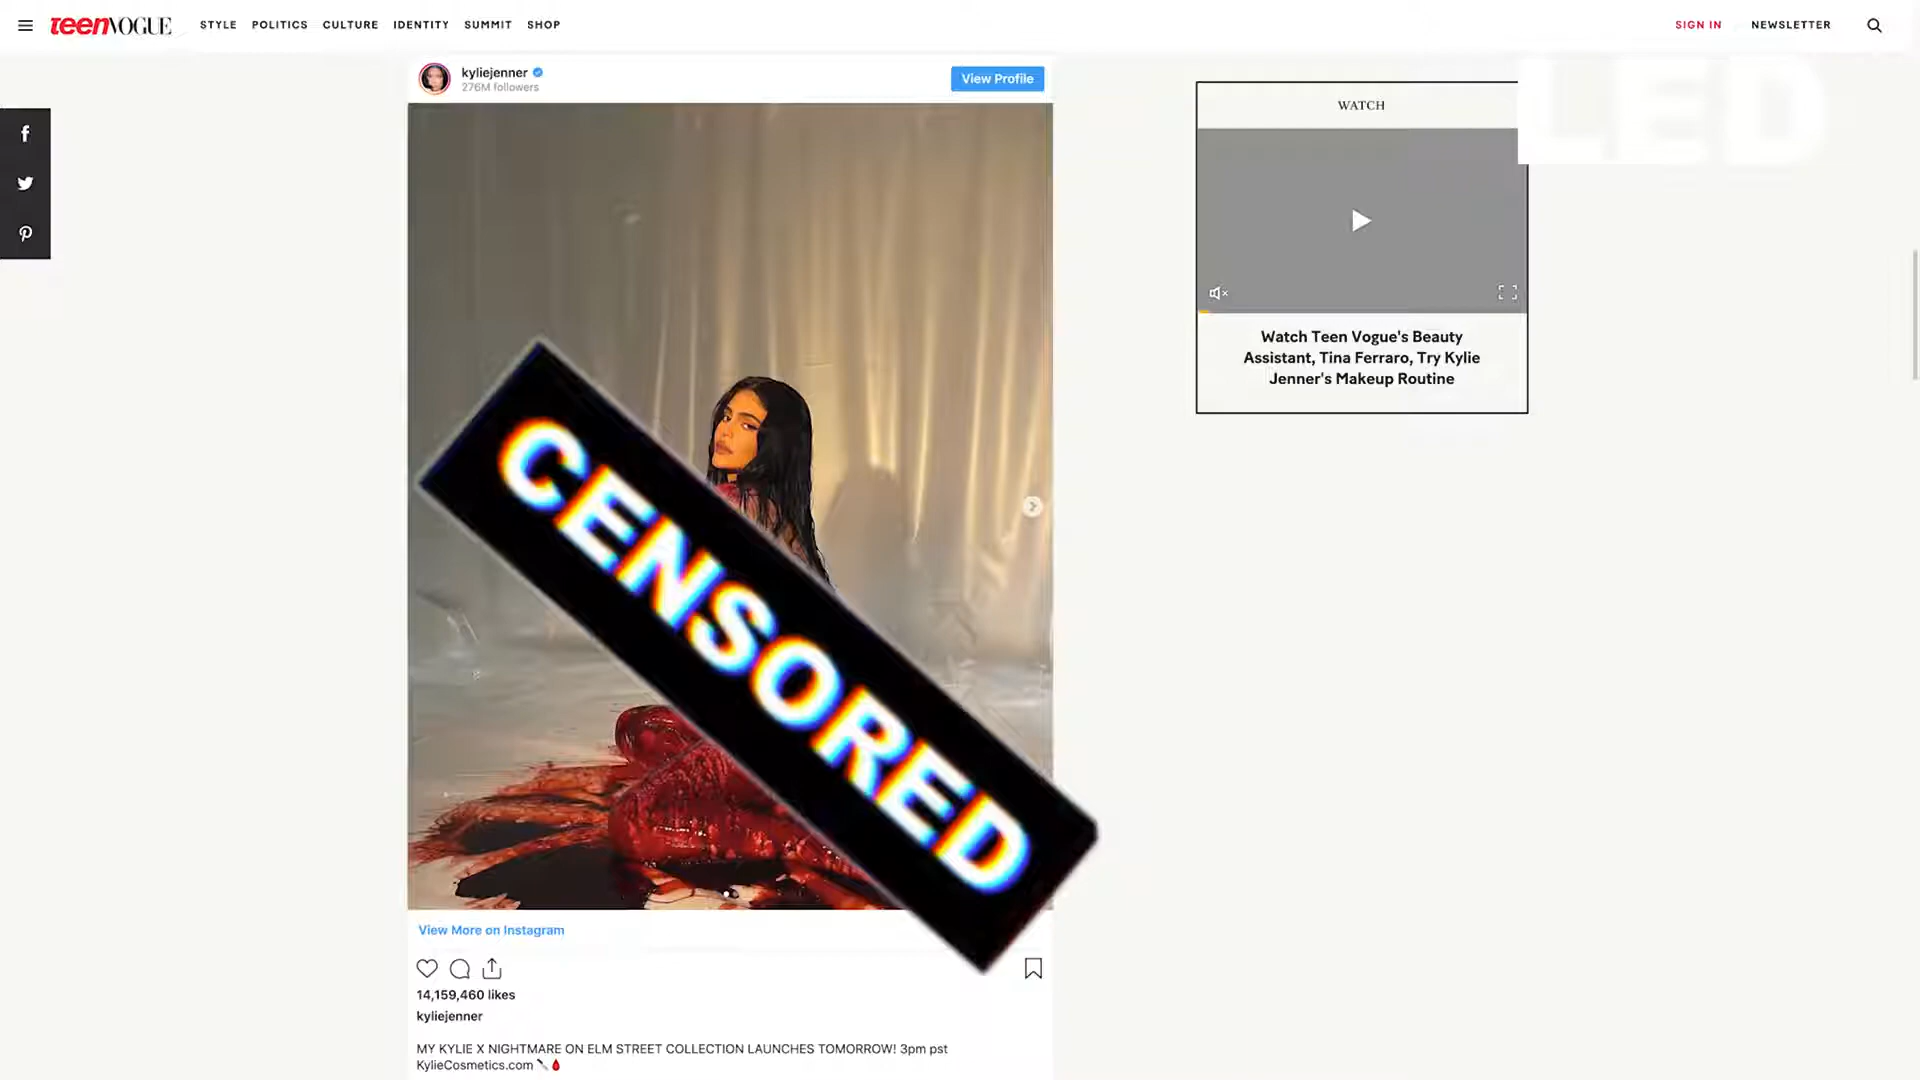 teenVOGUE STYLE POLITICS CULTURE IDENTITY SUMMIT SHOP SIGN IN NEWSLETTER
kyliejenner
276M followers
View Profile
LED
WATCH
Watch Teen Vogue's Beauty
Assistant, Tina Ferraro, Try Kylie
Jenner's Makeup Routine
CENSORED
View More on Instagram
14,159,460 likes
kyliejenner
MY KYLIE X NIGHTMARE ON ELM STREET COLLECTION LAUNCHES TOMORROW! 3pm pst
KylieCosmetics.com🔪🩸